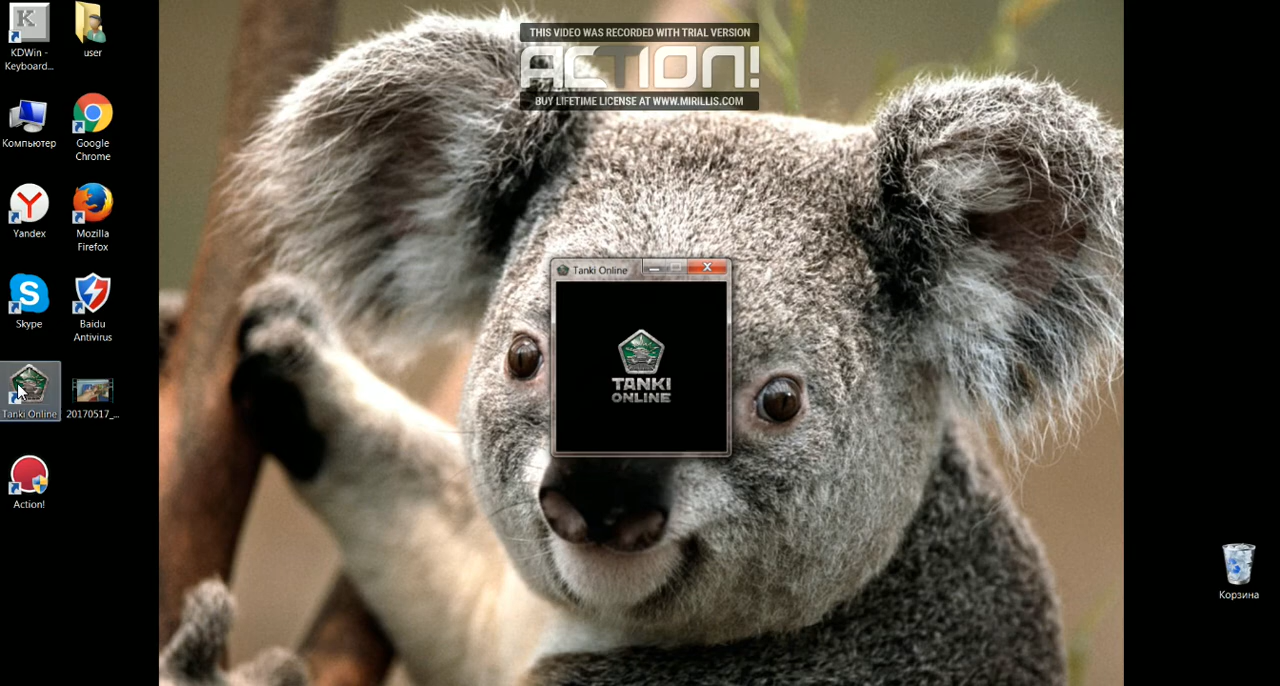 KDWin -
Keyboard...
user
Компьютер
Google
Chrome
Yandex
Mozilla
Firefox
Skype
Baidu
Antivirus
Tanki Online
20170517_...
Action!
THIS VIDEO WAS RECORDED WITH TRIAL VERSION
ACTION!
BUY LIFETIME LICENSE AT WWW.MIRILLIS.COM
Tanki Online
TANKI
ONLINE
Корзина